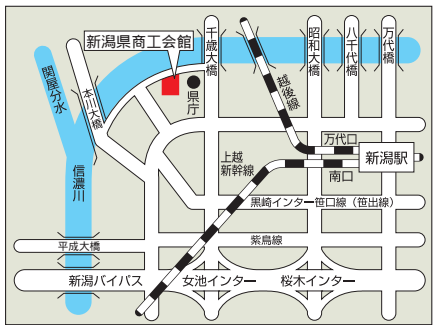 新潟県商工会館
千歳大橋
昭和大橋
八千代橋
万代橋
関屋分水
本川大橋
県庁
越後線
万代口
新潟駅
南口
上越
新幹線
信濃川
黒崎インター笹口線（笹出線）
紫鳥線
平成大橋
新潟バイパス
女池インター
桜木インター